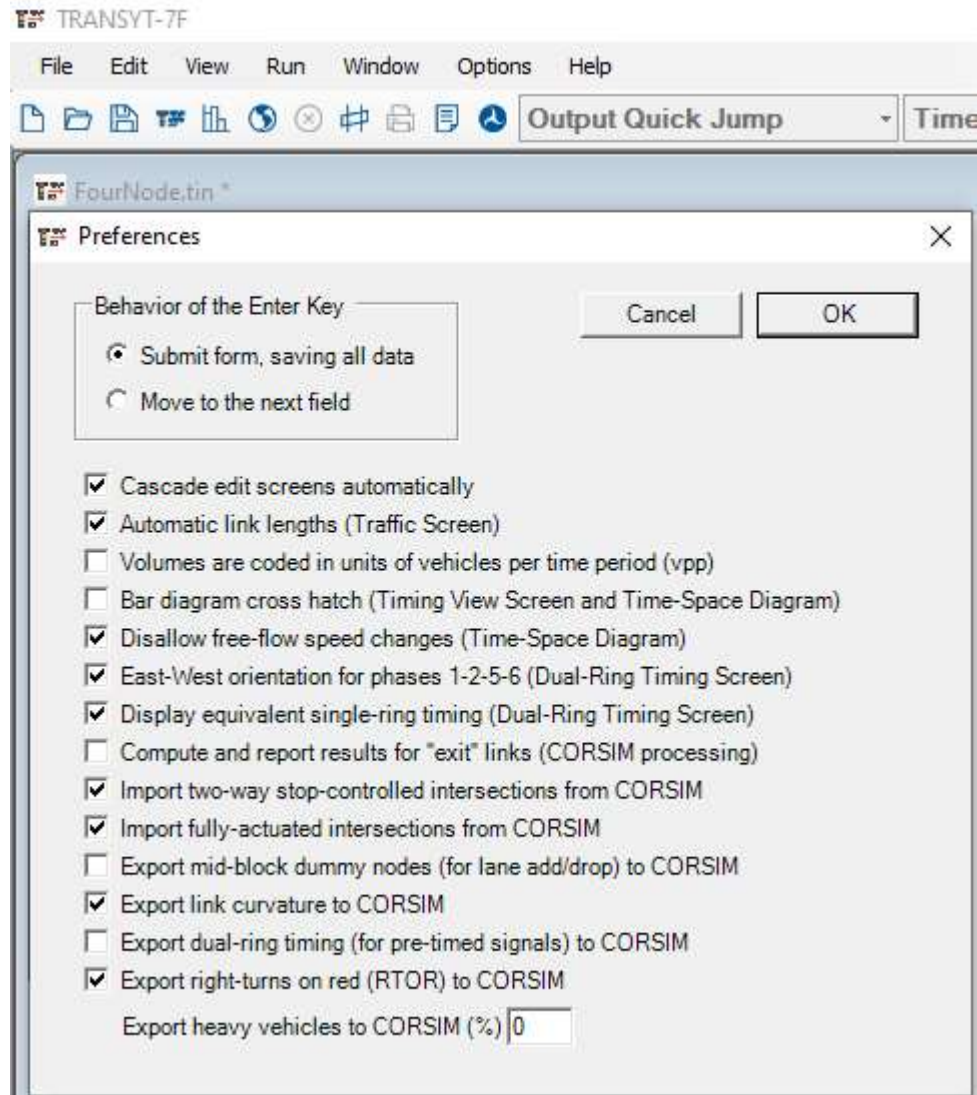 TRANSYT-7F
File Edit View Run Window Options Help
Output Quick Jump Time
FourNode.tin *
Preferences
Behavior of the Enter Key
Cancel OK
Submit form, saving all data
Move to the next field
Cascade edit screens automatically
Automatic link lengths (Traffic Screen)
Volumes are coded in units of vehicles per time period (vpp)
Bar diagram cross hatch (Timing View Screen and Time-Space Diagram)
Disallow free-flow speed changes (Time-Space Diagram)
East-West orientation for phases 1-2-5-6 (Dual-Ring Timing Screen)
Display equivalent single-ring timing (Dual-Ring Timing Screen)
Compute and report results for "exit" links (CORSIM processing)
Import two-way stop-controlled intersections from CORSIM
Import fully-actuated intersections from CORSIM
Export mid-block dummy nodes (for lane add/drop) to CORSIM
Export link curvature to CORSIM
Export dual-ring timing (for pre-timed signals) to CORSIM
Export right-turns on red (RTOR) to CORSIM
Export heavy vehicles to CORSIM (%) 0